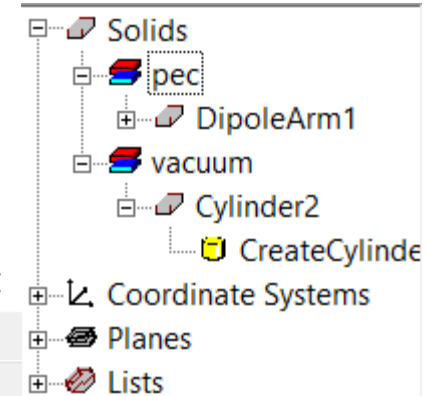 Solids
pec
DipoleArm1
vacuum
Cylinder2
CreateCylinde
Coordinate Systems
Planes
Lists